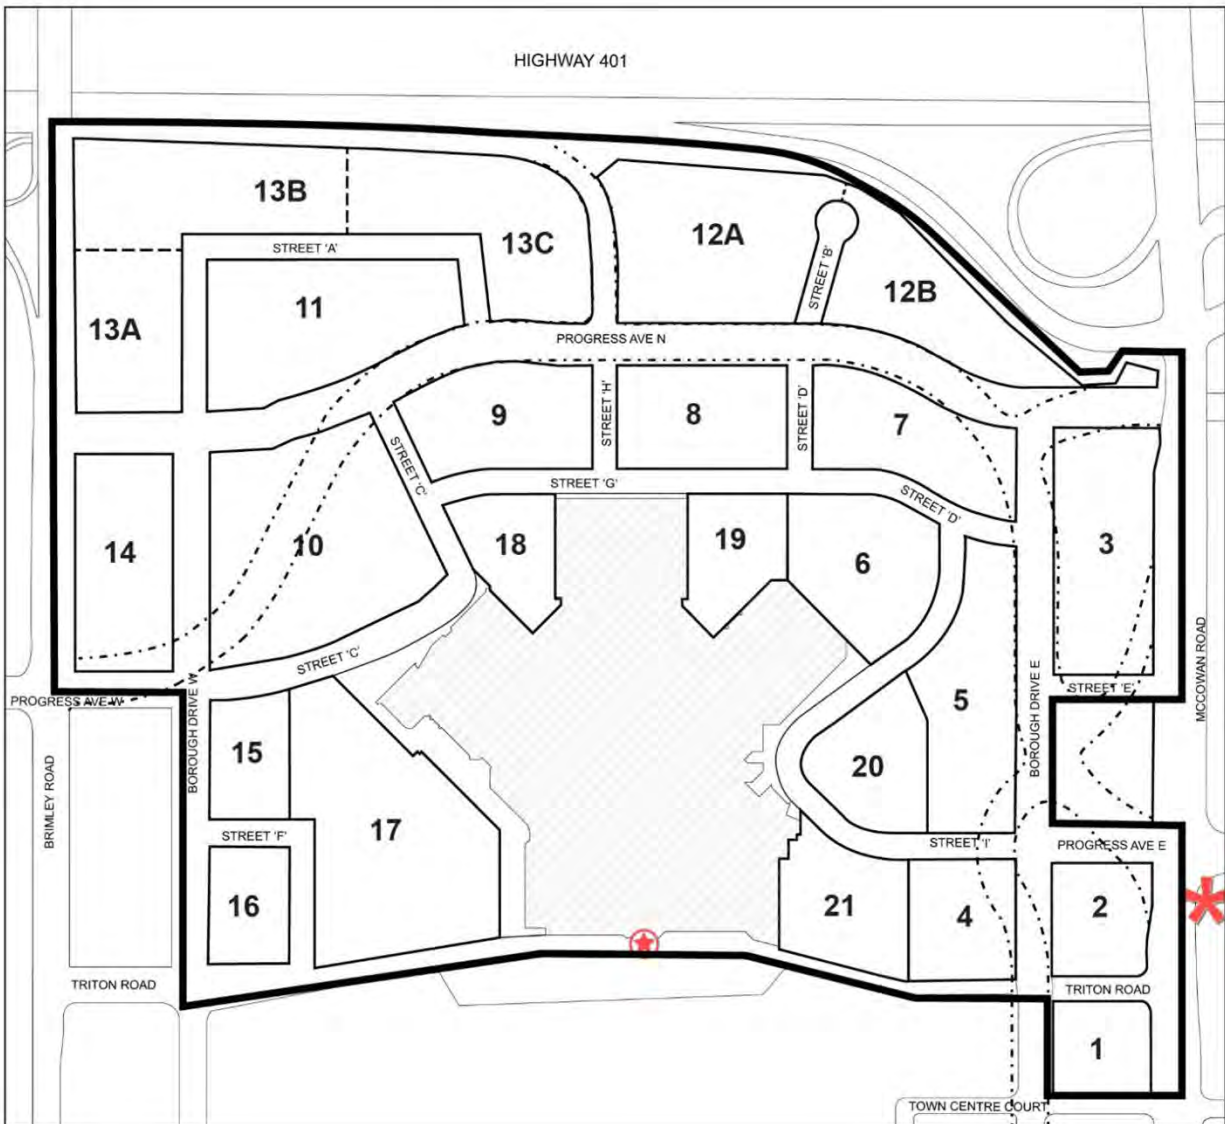 HIGHWAY 401
13B
STREET 'A'
13C
12A
STREET 'B'
12B
13A
11
PROGRESS AVE N
9
STREET 'H'
8
STREET 'D'
7
STREET 'C'
STREET 'G'
STREET 'D'
14
10
18
19
6
3
STREET 'C'
STREET 'E'
MCCOWAN ROAD
PROGRESS AVE W
BOROUGH DRIVE W
BOROUGH DRIVE E
5
15
20
BRIMLEY ROAD
17
STREET 'F'
STREET 'I'
PROGRESS AVE E
16
21
4
2
TRITON ROAD
TRITON ROAD
1
TOWN CENTRE COURT